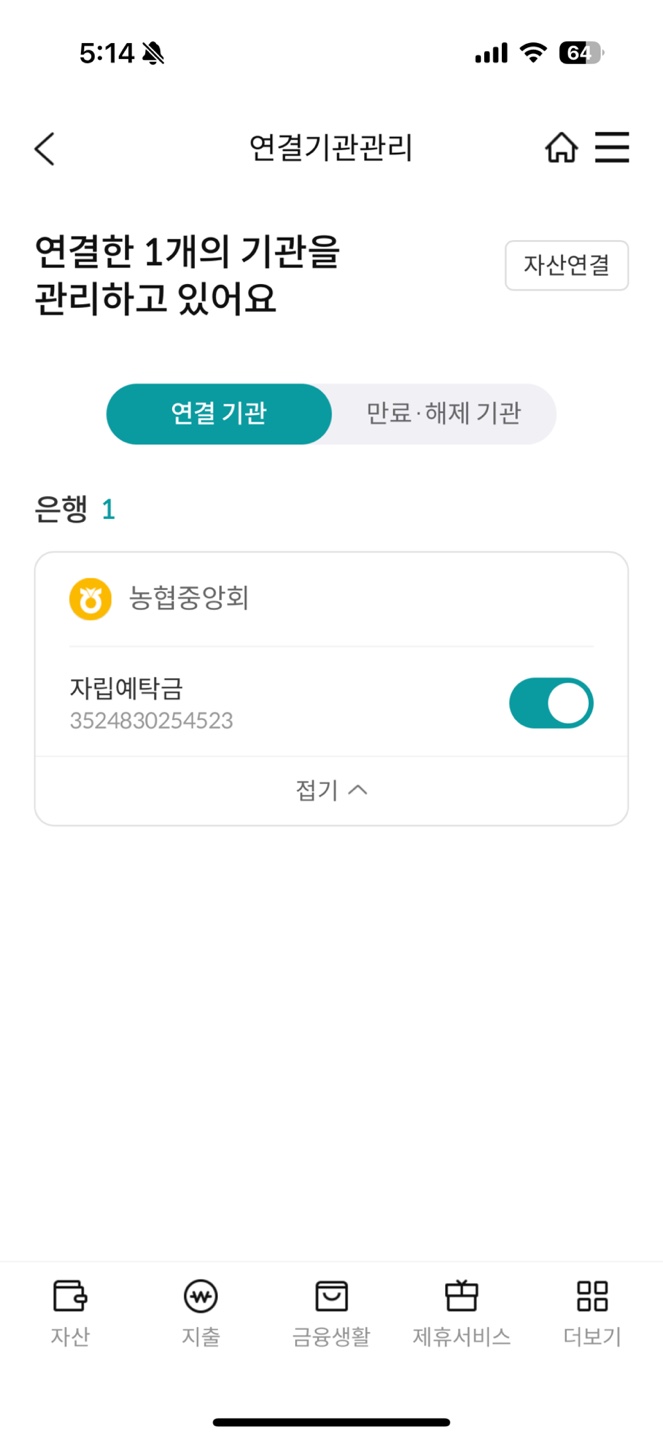 5:14
64
연결기관관리
연결한 1개의 기관을
관리하고 있어요
자산연결
연결 기관
만료·해제 기관
은행 1
농협중앙회
자립예탁금
3524830254523
접기
자산
지출
금융생활
제휴서비스
더보기